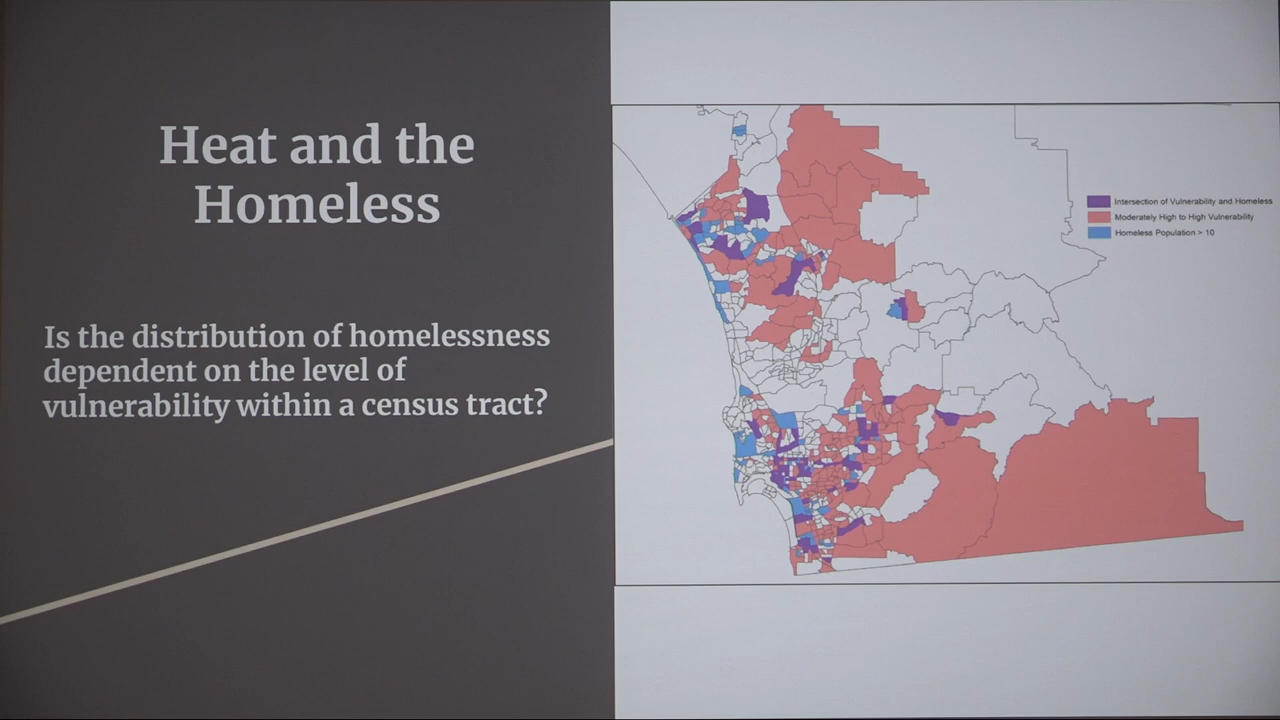 Heat and the
Homeless
Is the distribution of homelessness
dependent on the level of
vulnerability within a census tract?
Intersection of Vulnerability and Homeless
Moderately High to High Vulnerability
Homeless Population > 10